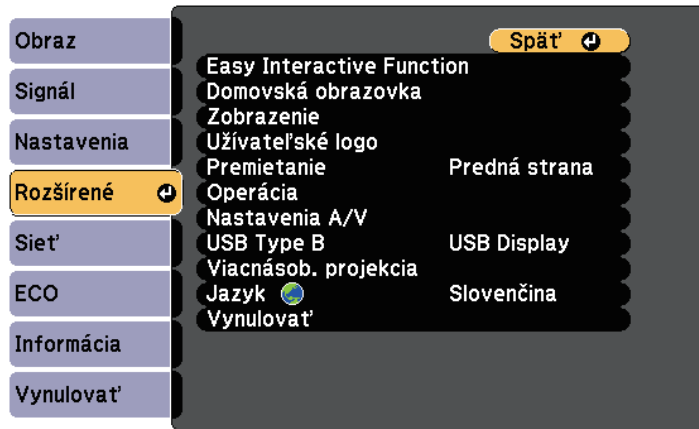 Obraz
Signál
Nastavenia
Rozšírené
Sieť
ECO
Informácia
Vynulovať
Späť
Easy Interactive Function
Domovská obrazovka
Zobrazenie
Užívateľské logo
Premietanie Predná strana
Operácia
Nastavenia A/V
USB Type B USB Display
Viacnásob. projekcia
Jazyk Slovenčina
Vynulovať